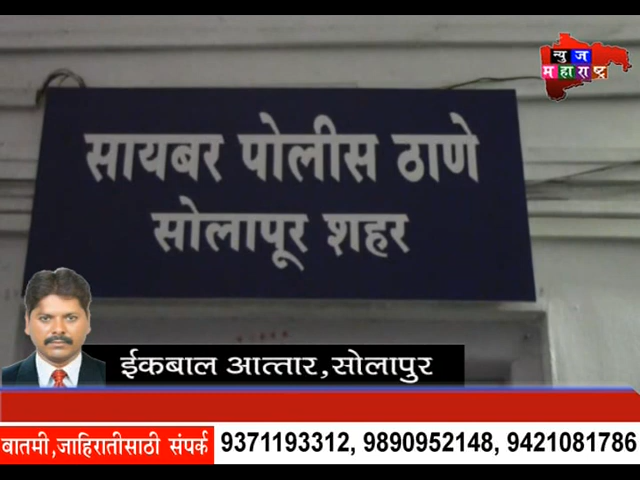 न्यु ज
महाराष्ट्र
सायबर पोलीस ठाणे
सोलापूर शहर
ईकबाल आत्तार,सोलापुर
वातमी,जाहिरातीसाठी संपर्क 9371193312, 9890952148, 9421081786